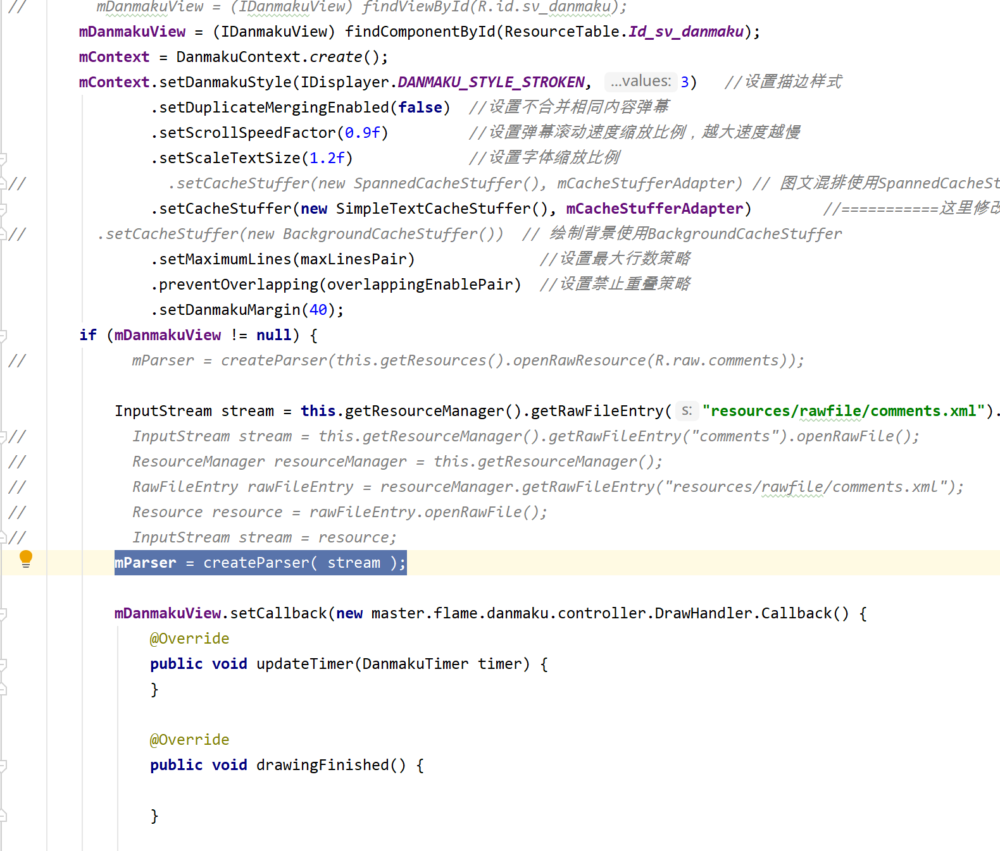 // mDanmakuView = (IDanmakuView) findViewById(R.id.sv_danmaku);
mDanmakuView = (IDanmakuView) findComponentById(ResourceTable.Id_sv_danmaku);
mContext = DanmakuContext.create();
mContext.setDanmakuStyle(IDisplayer.DANMAKU_STYLE_STROKEN, ...values: 3) //设置描边样式
.setDuplicateMergingEnabled(false) //设置不合并相同内容弹幕
.setScrollSpeedFactor(0.9f) //设置弹幕滚动速度缩放比例，越大速度越慢
.setScaleTextSize(1.2f) //设置字体缩放比例
// .setCacheStuffer(new SpannedCacheStuffer(), mCacheStufferAdapter) // 图文混排使用SpannedCacheSt
.setCacheStuffer(new SimpleTextCacheStuffer(), mCacheStufferAdapter) //===========这里修改
// .setCacheStuffer(new BackgroundCacheStuffer()) // 绘制背景使用BackgroundCacheStuffer
.setMaximumLines(maxLinesPair) //设置最大行数策略
.preventOverlapping(overlappingEnablePair) //设置禁止重叠策略
.setDanmakuMargin(40);
if (mDanmakuView != null) {
// mParser = createParser(this.getResources().openRawResource(R.raw.comments));
InputStream stream = this.getResourceManager().getRawFileEntry( s: "resources/rawfile/comments.xml").
// InputStream stream = this.getResourceManager().getRawFileEntry("comments").openRawFile();
// ResourceManager resourceManager = this.getResourceManager();
// RawFileEntry rawFileEntry = resourceManager.getRawFileEntry("resources/rawfile/comments.xml");
// Resource resource = rawFileEntry.openRawFile();
// InputStream stream = resource;
mParser = createParser( stream );
mDanmakuView.setCallback(new master.flame.danmaku.controller.DrawHandler.Callback() {
@Override
public void updateTimer(DanmakuTimer timer) {
}
@Override
public void drawingFinished() {
}